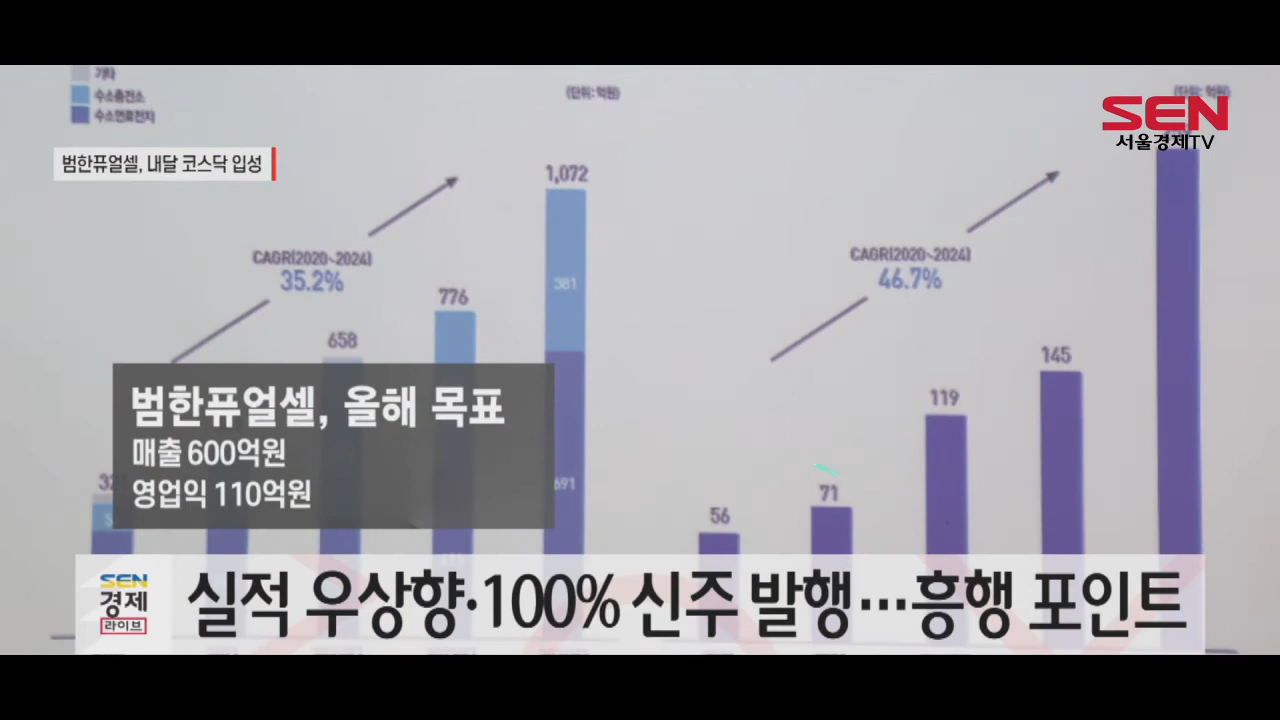 기타
수소충전소
수소연료전지
(단위: 억원)
(단위: 억원)
SEN
서울경제TV
범한퓨얼셀, 내달 코스닥 입성
1,072
CAGR(2020~2024)
35.2%
381
776
658
691
CAGR(2020~2024)
46.7%
145
119
71
56
범한퓨얼셀, 올해 목표
매출 600억원
영업익 110억원
SEN
경제
라이브
실적 우상향·100% 신주 발행…흥행 포인트